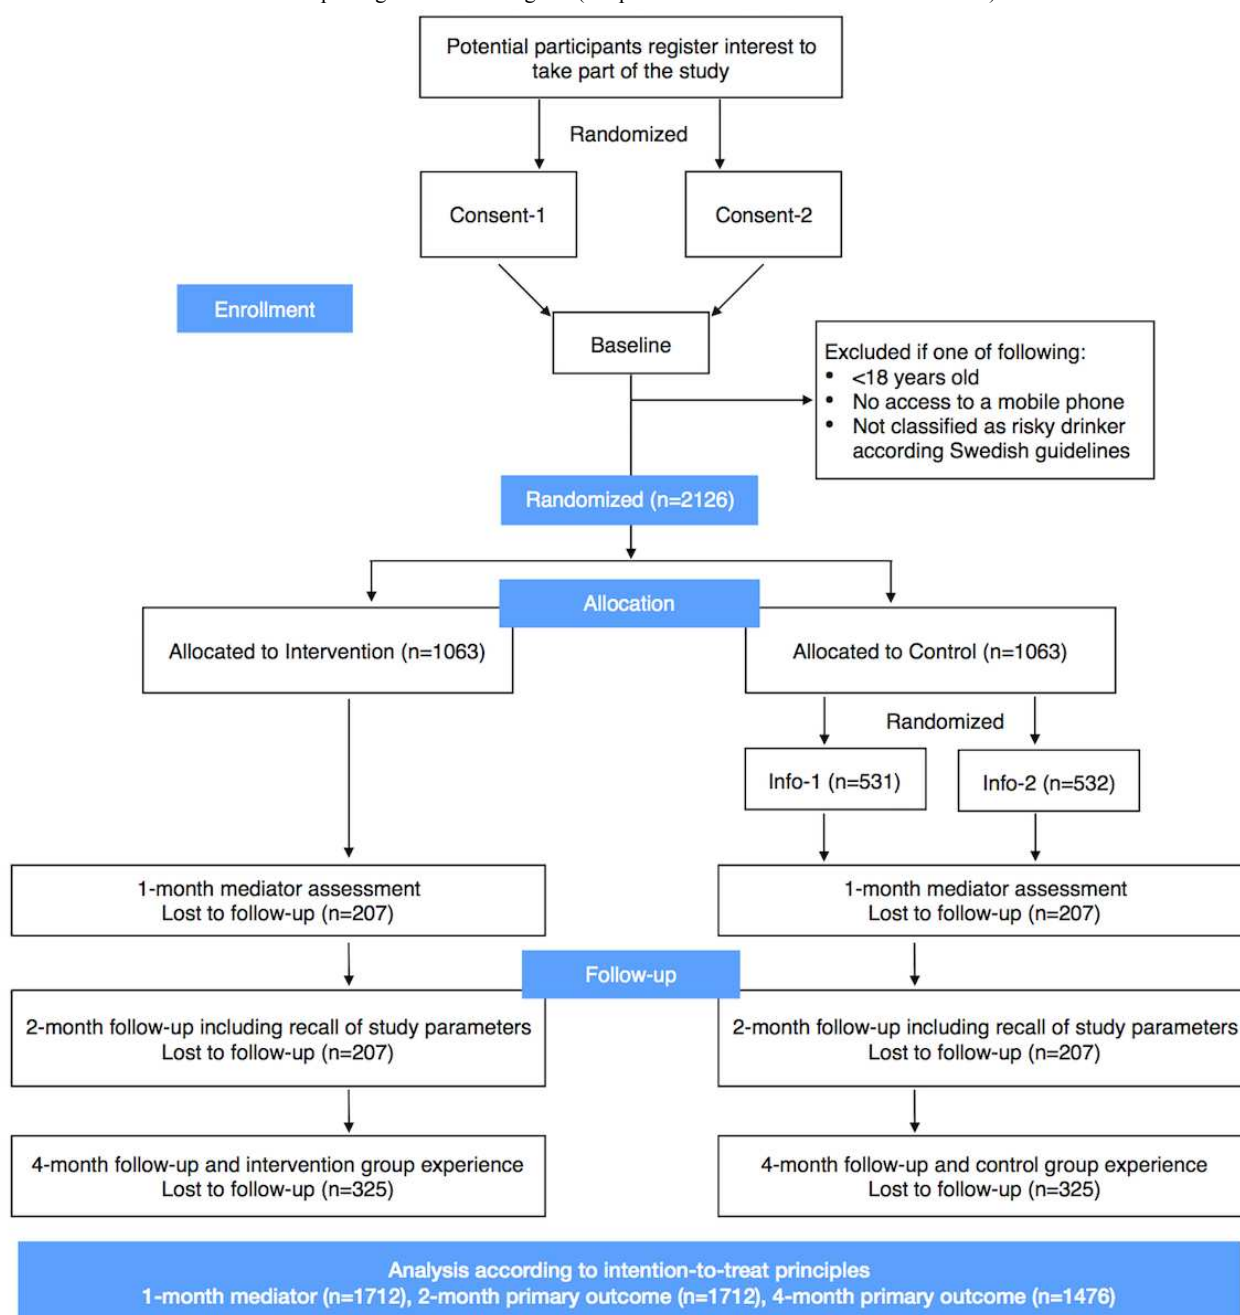 Potential participants register interest to
take part of the study
Randomized
Consent-1
Consent-2
Enrollment
Baseline
Excluded if one of following:
• <18 years old
• No access to a mobile phone
• Not classified as risky drinker
according Swedish guidelines
Randomized (n=2126)
Allocation
Allocated to Intervention (n=1063)
Allocated to Control (n=1063)
Randomized
Info-1 (n=531)
Info-2 (n=532)
1-month mediator assessment
Lost to follow-up (n=207)
1-month mediator assessment
Lost to follow-up (n=207)
Follow-up
2-month follow-up including recall of study parameters
Lost to follow-up (n=207)
2-month follow-up including recall of study parameters
Lost to follow-up (n=207)
4-month follow-up and intervention group experience
Lost to follow-up (n=325)
4-month follow-up and control group experience
Lost to follow-up (n=325)
Analysis according to intention-to-treat principles
1-month mediator (n=1712), 2-month primary outcome (n=1712), 4-month primary outcome (n=1476)